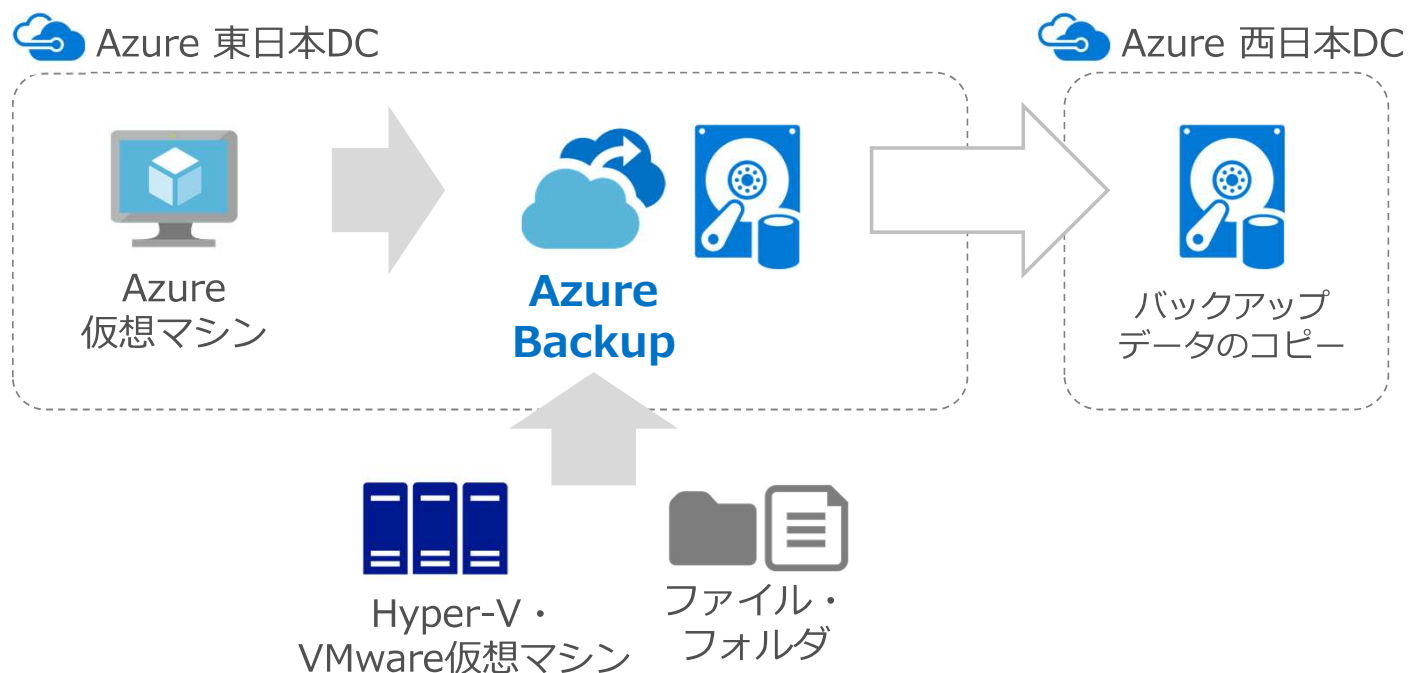 Azure 東日本DC
Azure 西日本DC
Azure
仮想マシン
Azure
Backup
バックアップ
データのコピー
Hyper-V・
VMware仮想マシン
ファイル・
フォルダ